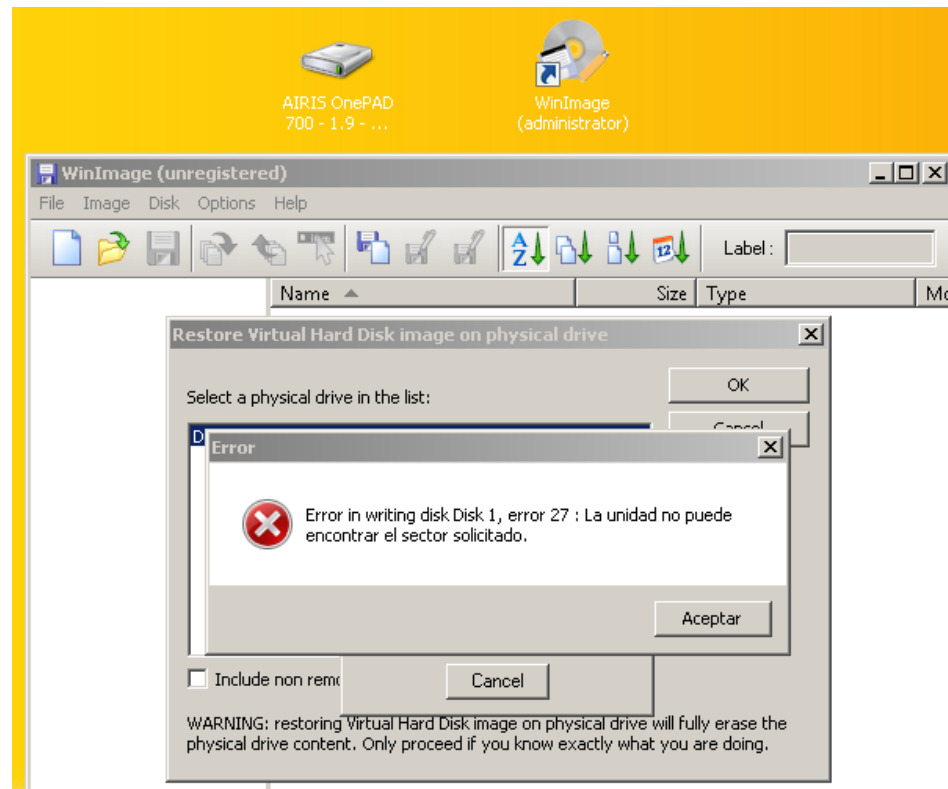 AIRIS OnePAD
700 - 1.9 - ...
WinImage
(administrator)
WinImage (unregistered)
File Image Disk Options Help
Label :
Name Size Type
Restore Virtual Hard Disk image on physical drive
Select a physical drive in the list:
OK
Cancel
Error
Error in writing disk Disk 1, error 27 : La unidad no puede
encontrar el sector solicitado.
Aceptar
Include non
Cancel
WARNING: restoring Virtual Hard Disk image on physical drive will fully erase the
physical drive content. Only proceed if you know exactly what you are doing.